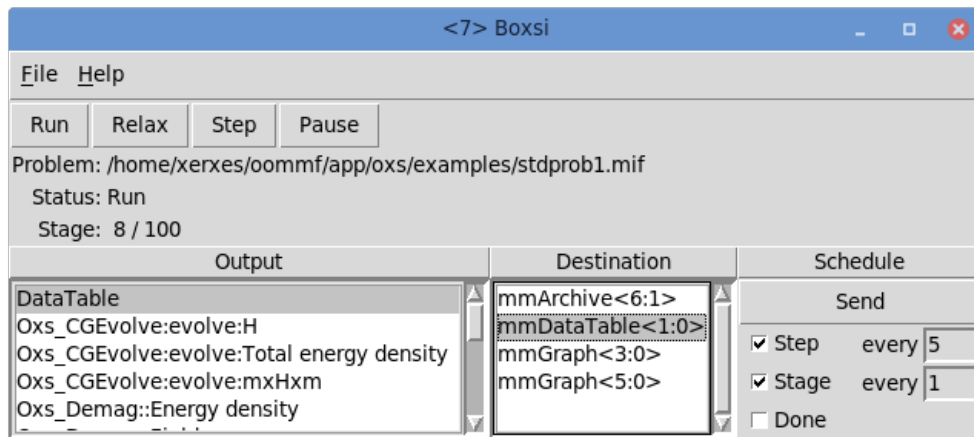 <7> Boxsi
File Help
Run Relax Step Pause
Problem: /home/xerxes/oommf/app/oxs/examples/stdprob1.mif
Status: Run
Stage: 8 / 100
Output Destination Schedule
DataTable mmArchive<6:1> Send
Oxs_CGEvolve:evolve:H mmDataTable<1:0>
Oxs_CGEvolve:evolve:Total energy density mmGraph<3:0> Step every 5
Oxs_CGEvolve:evolve:mxHxm mmGraph<5:0> Stage every 1
Oxs_Demag::Energy density Done